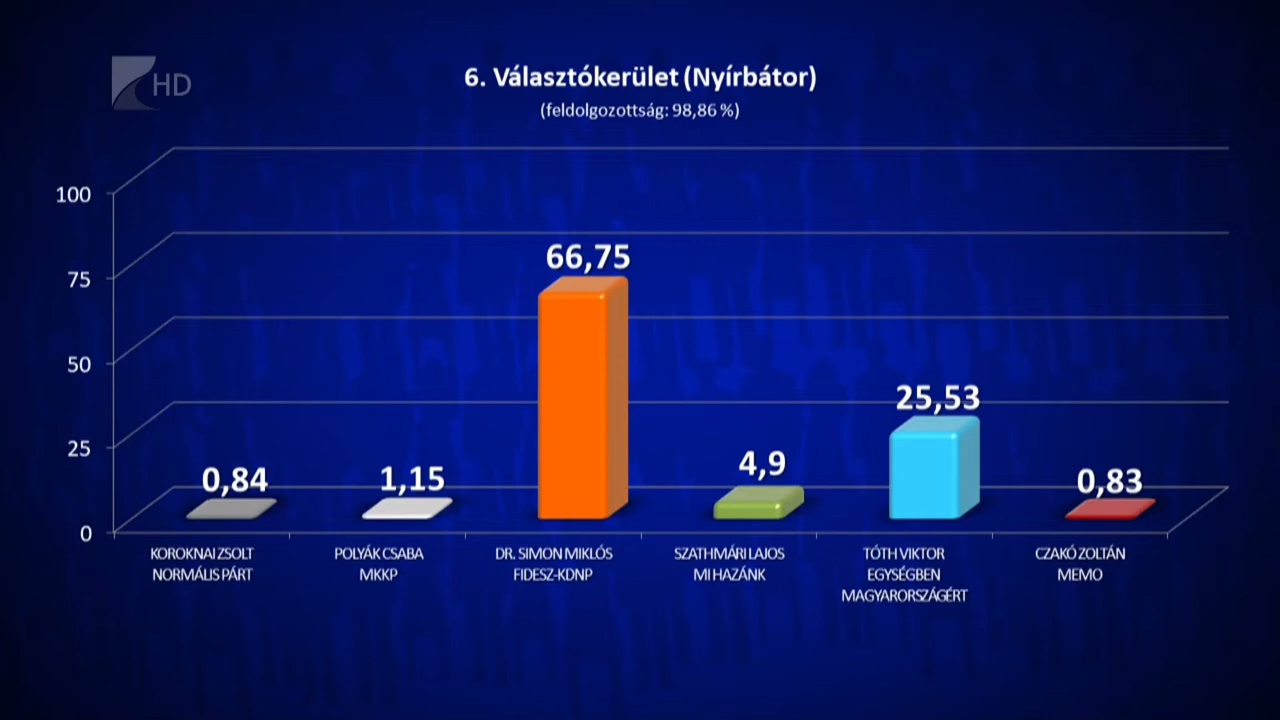 HD
6. Választókerület (Nyírbátor)
(feldolgozottság: 98,86 %)
100
75
50
25
0
0,84
1,15
66,75
4,9
25,53
0,83
KOROKNAI ZSOLT
NORMÁLIS PÁRT
POLYÁK CSABA
MKKP
DR. SIMON MIKLÓS
FIDESZ-KDNP
SZATHMÁRI LAJOS
MI HAZÁNK
TÓTH VIKTOR
EGYSÉGBEN
MAGYARORSZÁGÉRT
CZAKÓ ZOLTÁN
MEMO